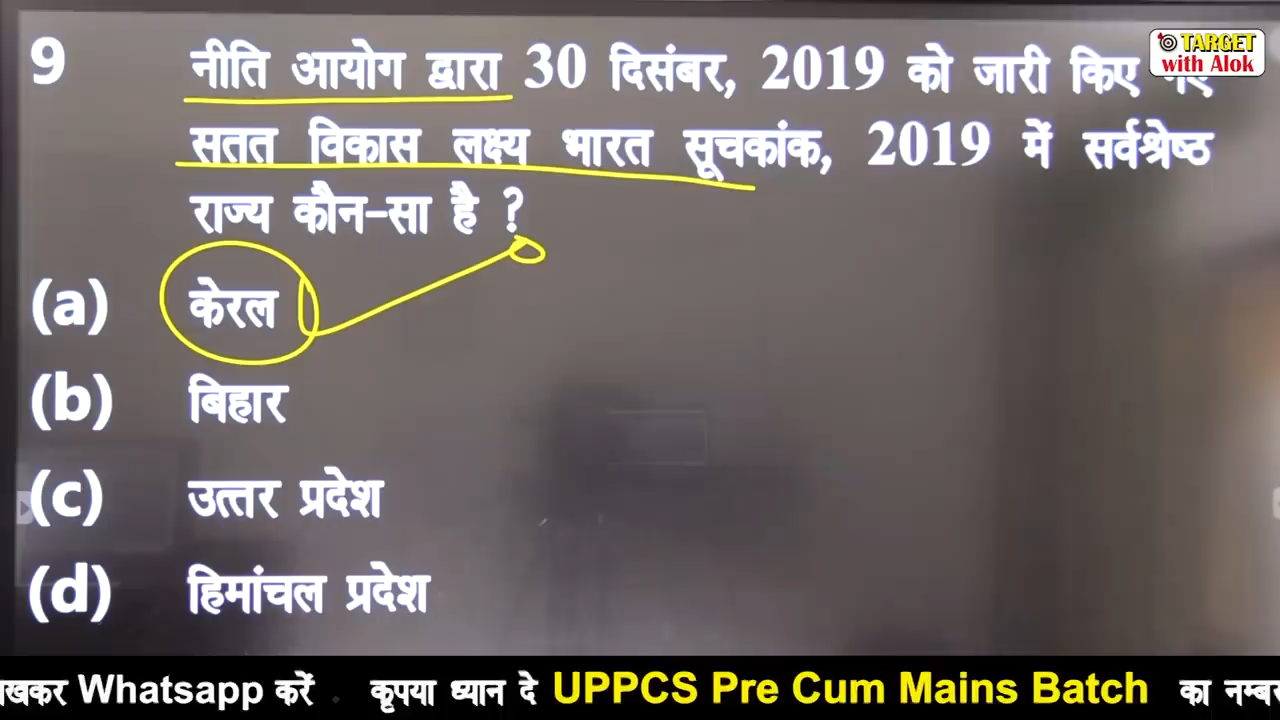 TARGET
with Alok
9 नीति आयोग द्वारा 30 दिसंबर, 2019 को जारी किए
सतत विकास लक्ष्य भारत सूचकांक, 2019 में सर्वश्रेष्ठ
राज्य कौन-सा है ?
(a) केरल
(b) बिहार
(c) उत्तर प्रदेश
(d) हिमांचल प्रदेश
Whatsapp करें कृपया ध्यान दे UPPCS Pre Cum Mains Batch का